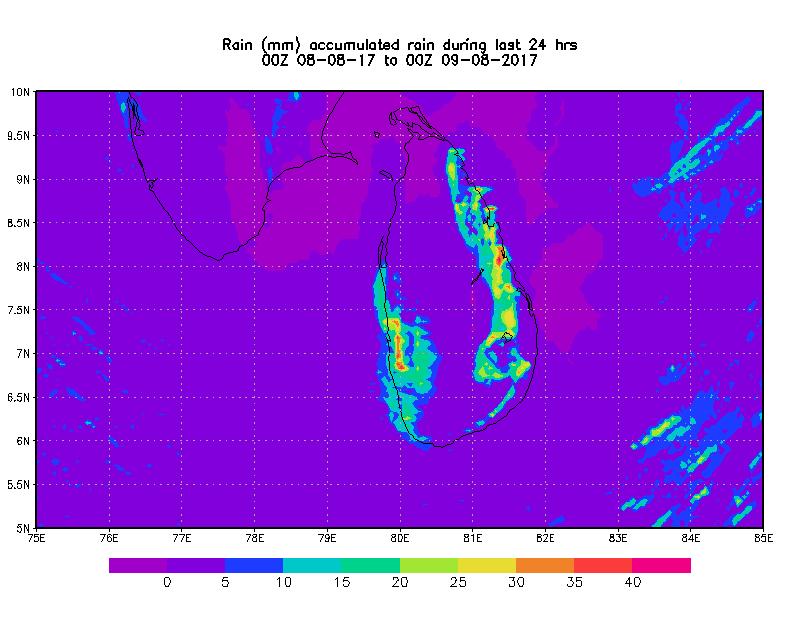 Rain (mm) accumulated rain during last 24 hrs
00Z 08-08-17 to 00Z 09-08-2017
10N
9.5N
9N
8.5N
8N
7.5N
7N
6.5N
6N
5.5N
5N
75E 76E 77E 78E 79E 80E 81E 82E 83E 84E 85E
0 5 10 15 20 25 30 35 40